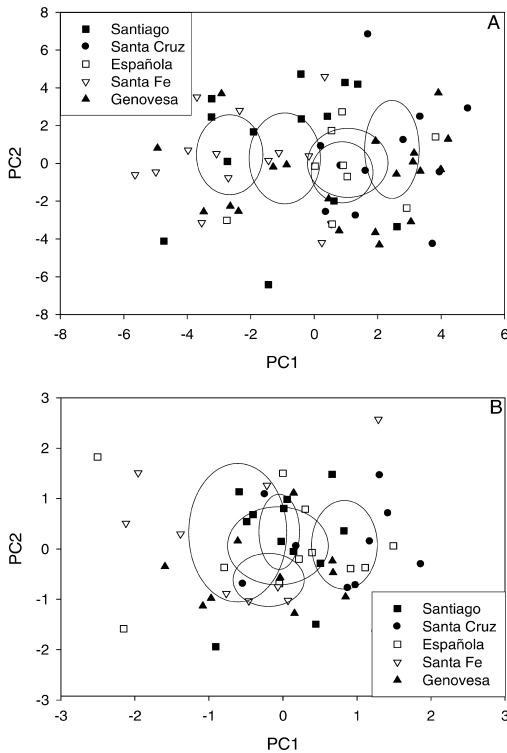 A
Santiago
Santa Cruz
Española
Santa Fe
Genovesa
8
6
4
2
0
-2
-4
-6
-8
PC2
-8 -6 -4 -2 0 2 4 6
PC1
B
3
2
1
0
-1
-2
-3
PC2
Santiago
Santa Cruz
Española
Santa Fe
Genovesa
-3 -2 -1 0 1 2 3
PC1